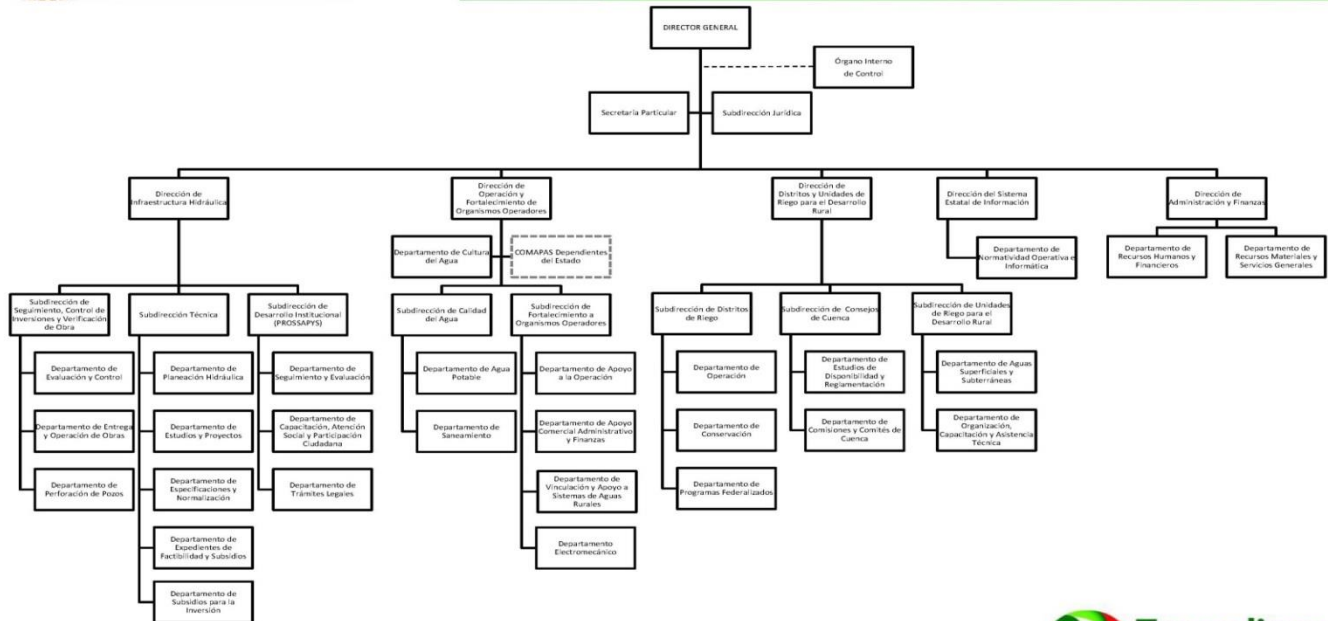 DIRECTOR GENERAL
Órgano Interno
de Control
Secretaría Particular
Subdirección Jurídica
Dirección de
Infraestructura Hidráulica
Dirección de
Operación y
Fortalecimiento de
Organismos Operadores
Dirección de
Distritos y Unidades de
Riego para el Desarrollo
Rural
Dirección del Sistema
Estatal de Información
Dirección de
Administración y Finanzas
Departamento de Cultura
del Agua
COMAPAS Dependientes
del Estado
Departamento de
Normatividad Operativa e
Informática
Departamento de
Recursos Humanos y
Financieros
Departamento de
Recursos Materiales y
Servicios Generales
Subdirección de
Seguimiento, Control de
Inversiones y Verificación
de Obra
Subdirección Técnica
Subdirección de
Desarrollo Institucional
(PROSSAPYS)
Subdirección de Calidad
del Agua
Subdirección de
Fortalecimiento a
Organismos Operadores
Subdirección de Distritos
de Riego
Subdirección de Consejos
de Cuenca
Subdirección de Unidades
de Riego para el
Desarrollo Rural
Departamento de
Evaluación y Control
Departamento de
Planeación Hidráulica
Departamento de
Seguimiento y Evaluación
Departamento de Agua
Potable
Departamento de Apoyo
a la Operación
Departamento de
Operación
Departamento de
Estudios de
Disponibilidad y
Reglamentación
Departamento de Aguas
Superficiales y
Subterráneas
Departamento de Entrega
y Operación de Obras
Departamento de
Estudios y Proyectos
Departamento de
Capacitación, Atención
Social y Participación
Ciudadana
Departamento de
Saneamiento
Departamento de Apoyo
Comercial Administrativo
y Finanzas
Departamento de
Conservación
Departamento de
Comisiones y Comités de
Cuenca
Departamento de
Organización,
Capacitación y Asistencia
Técnica
Departamento de
Perforación de Pozos
Departamento de
Especificaciones y
Normalización
Departamento de
Trámites Legales
Departamento de
Vinculación y Apoyo a
Sistemas de Aguas
Rurales
Departamento de
Programas Federalizados
Departamento de
Expedientes de
Factibilidad y Subsidios
Departamento
Electromecánico
Departamento de
Subsidios para la
Inversión